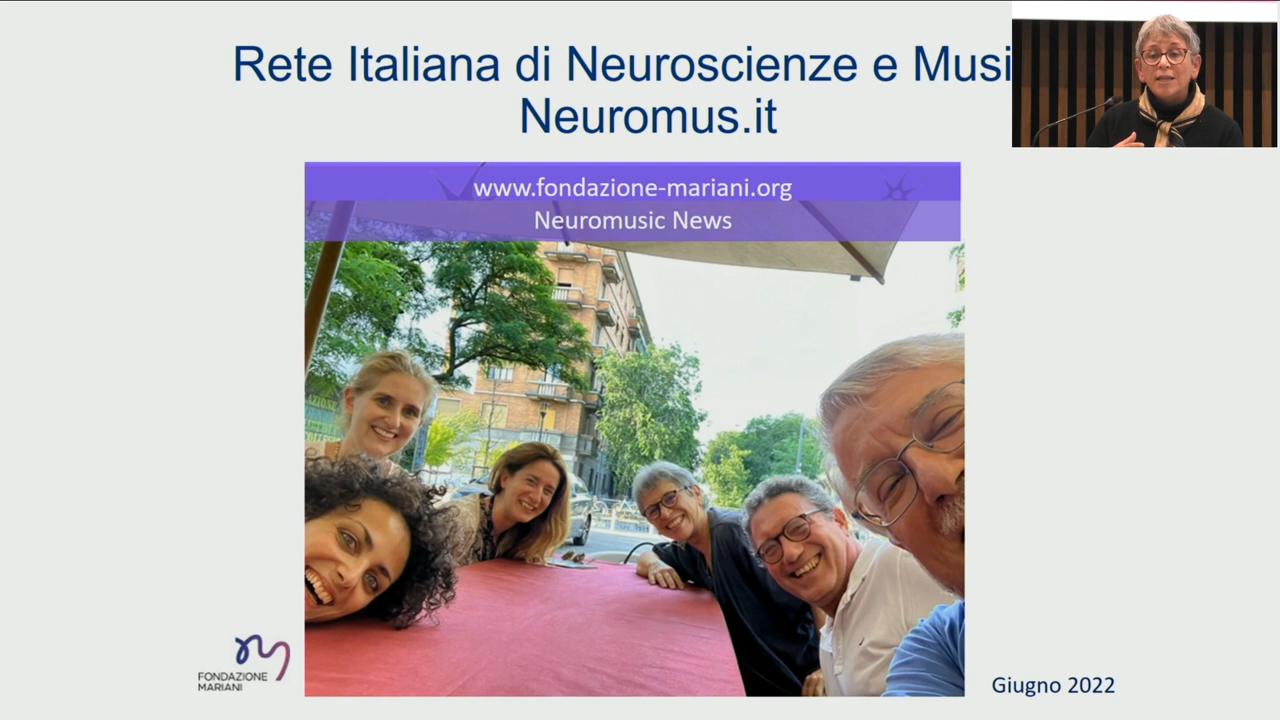 Rete Italiana di Neuroscienze e Musi
Neuromus.it
www.fondazione-mariani.org
Neuromusic News
FONDAZIONE
MARIANI
Giugno 2022